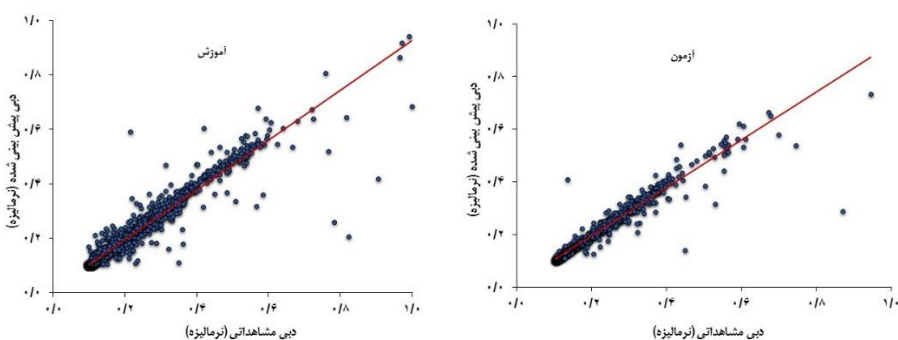 آموزش
دبی پیش بینی شده (نرمالیزه)
۱/۰
۰/۸
۰/۶
۰/۴
۰/۲
۰/۰
۰/۰ ۰/۲ ۰/۴ ۰/۶ ۰/۸ ۱/۰
دبی مشاهداتی (نرمالیزه)
آزمون
دبی پیش بینی شده (نرمالیزه)
۱/۰
۰/۸
۰/۶
۰/۴
۰/۲
۰/۰
۰/۰ ۰/۲ ۰/۴ ۰/۶ ۰/۸ ۱/۰
دبی مشاهداتی (نرمالیزه)